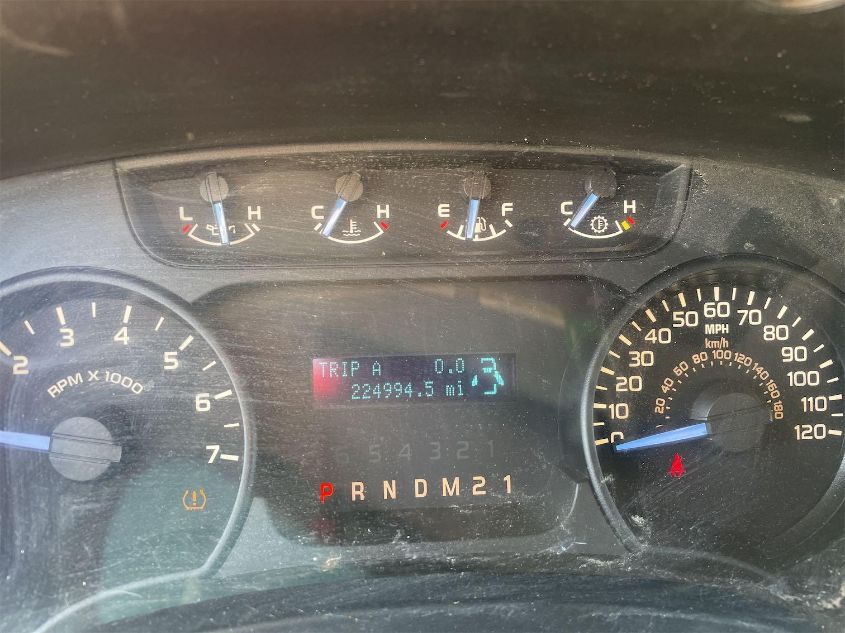 L H
C H
E F
C H
2 3 4 5 6 7
RPM X 1000
TRIP A 0.0
224994.5 mi
5 4 3 2 1
P R N D M 2 1
0 10 20 30 40 50 60 70 80 90 100 110 120
MPH
km/h
20 40 60 80 100 120 140 160 180